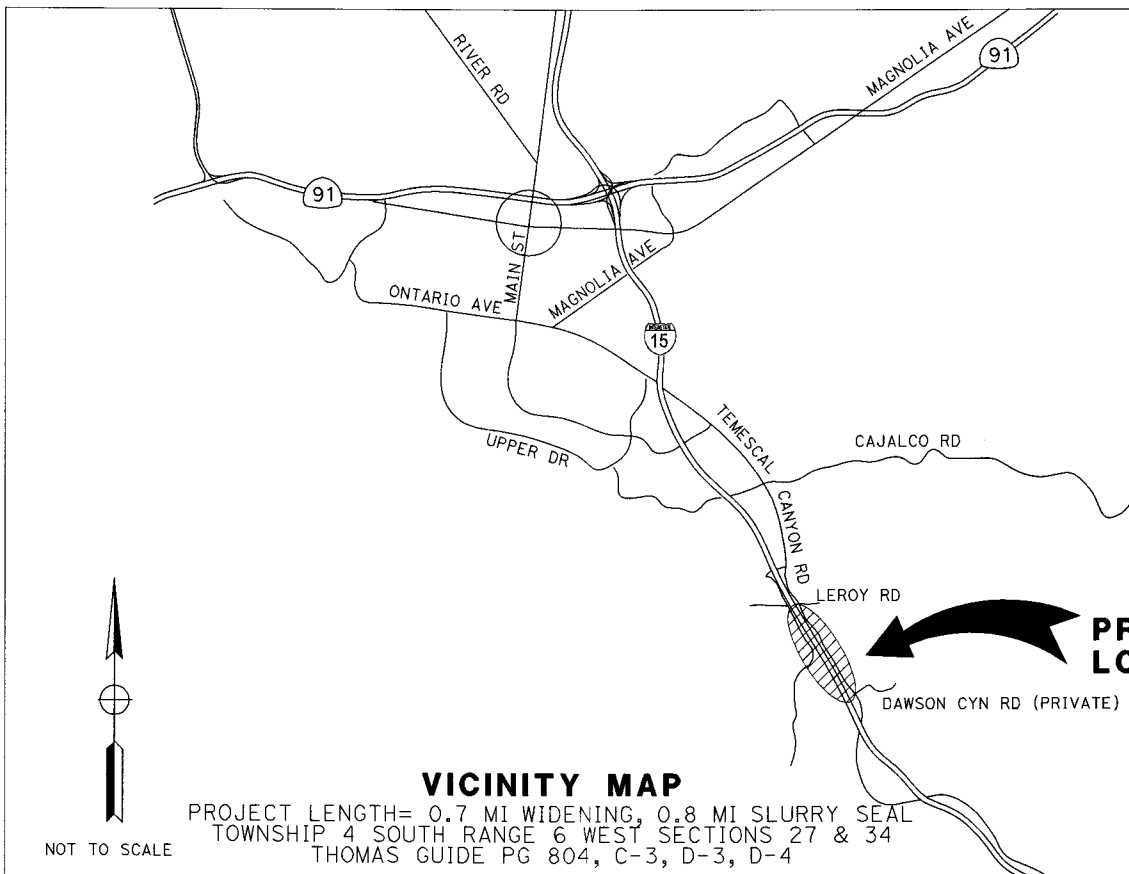 RIVER RD
MAGNOLIA AVE
91
91
MAIN ST
MAGNOLIA AVE
ONTARIO AVE
15
UPPER DR
TEMESCAL CANYON RD
CAJALCO RD
LEROY RD
PR
LO
DAWSON CYN RD (PRIVATE)
VICINITY MAP
PROJECT LENGTH= 0.7 MI WIDENING, 0.8 MI SLURRY SEAL
TOWNSHIP 4 SOUTH RANGE 6 WEST SECTIONS 27 & 34
THOMAS GUIDE PG 804, C-3, D-3, D-4
NOT TO SCALE